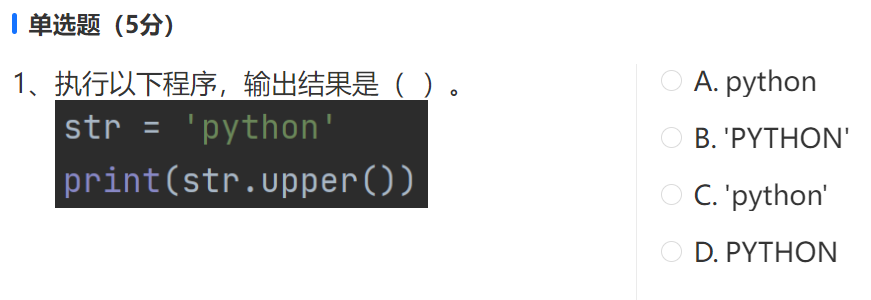 单选题（5分）
1、执行以下程序，输出结果是（ ）。
str = 'python'
print(str.upper())
A. python
B. 'PYTHON'
C. 'python'
D. PYTHON